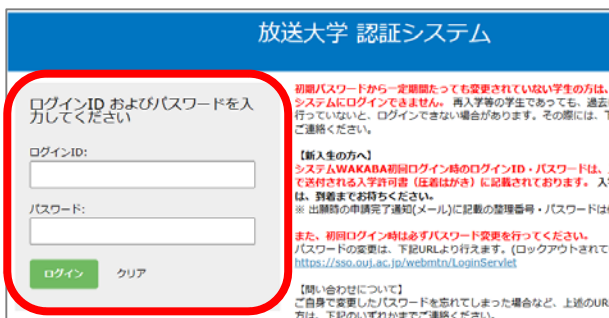 放送大学 認証システム
ログインID およびパスワードを入
力してください
ログインID:
パスワード:
ログイン クリア
初期パスワードから一定期間たっても変更されていない学生の方は、
システムにログインできません。 再入学等の学生であっても、過去
行っていないと、ログインできない場合があります。その際には、
ご連絡ください。
【新入生の方へ】
システムWAKABA初回ログイン時のログインID・パスワードは、
で送付される入学許可書（圧着はがき）に記載されております。
は、到着までお待ちください。
※ 出願時の申請完了通知(メール)に記載の整理番号・パスワードは
また、初回ログイン時は必ずパスワード変更を行ってください。
パスワードの変更は、下記URLより行えます。(ロックアウトされて
https://sso.ouj.ac.jp/webmtn/LoginServlet
【問い合わせについて】
ご自身で変更したパスワードを忘れてしまった場合など、上述のUR
方は、下記のいずれかまでご連絡ください。